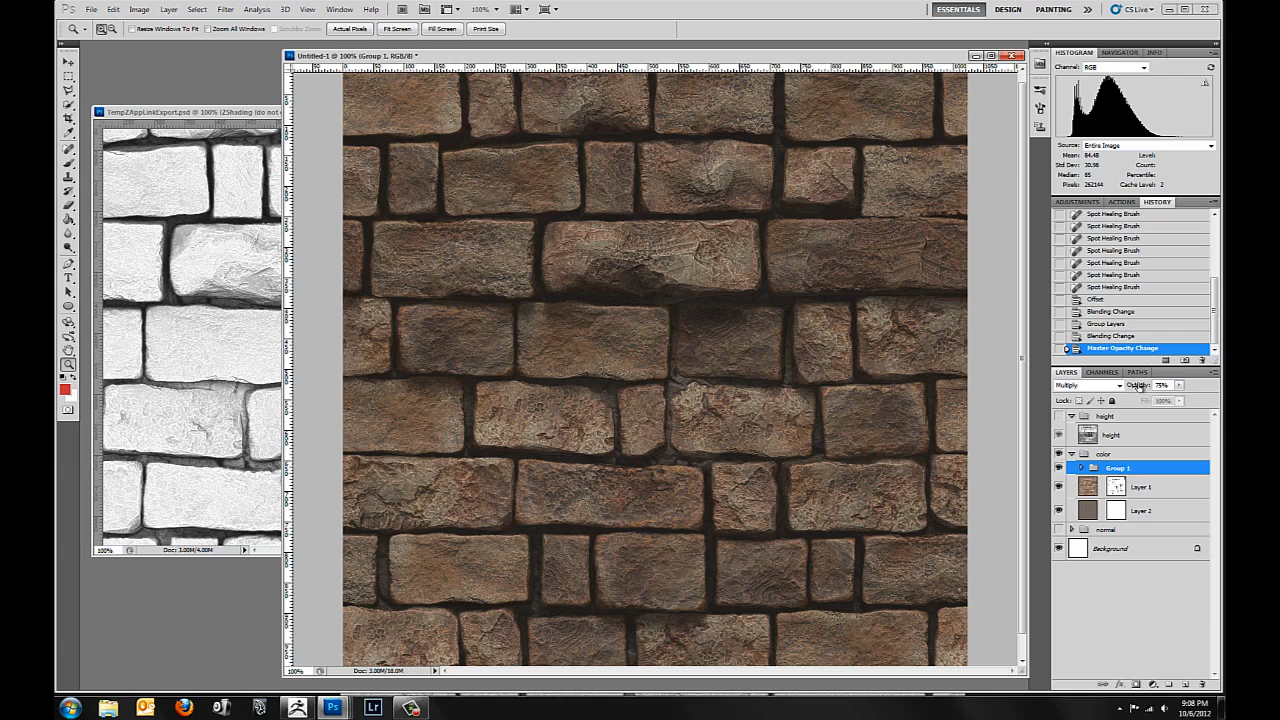 Ps File Edit Image Layer Select Filter Analysis 3D View Window Help 100% ESSENTIALS DESIGN PAINTING CS Live
Resize Windows To Fit Zoom All Windows Scrubby Zoom Actual Pixels Fit Screen Fill Screen Print Size
Untitled-1 @ 100% (Group 1, RGB/8) *
TempZAppLinkExport.psd @ 100% (ZShading (do not
HISTOGRAM NAVIGATOR INFO
Channel: RGB
Source: Entire Image
Mean: 84.48 Level:
Std Dev: 30.98 Count:
Median: 85 Percentile:
Pixels: 262144 Cache Level: 2
ADJUSTMENTS ACTIONS HISTORY
Spot Healing Brush
Spot Healing Brush
Spot Healing Brush
Spot Healing Brush
Spot Healing Brush
Spot Healing Brush
Spot Healing Brush
Offset
Blending Change
Group Layers
Blending Change
Master Opacity Change
LAYERS CHANNELS PATHS
Multiply Opacity: 75%
Lock: Fill: 100%
height
height
color
Group 1
Layer 1
Layer 2
normal
Background
100% Doc: 3.00M/4.00M
100% Doc: 3.00M/18.0M
Ps Lr
9:08 PM
10/6/2012